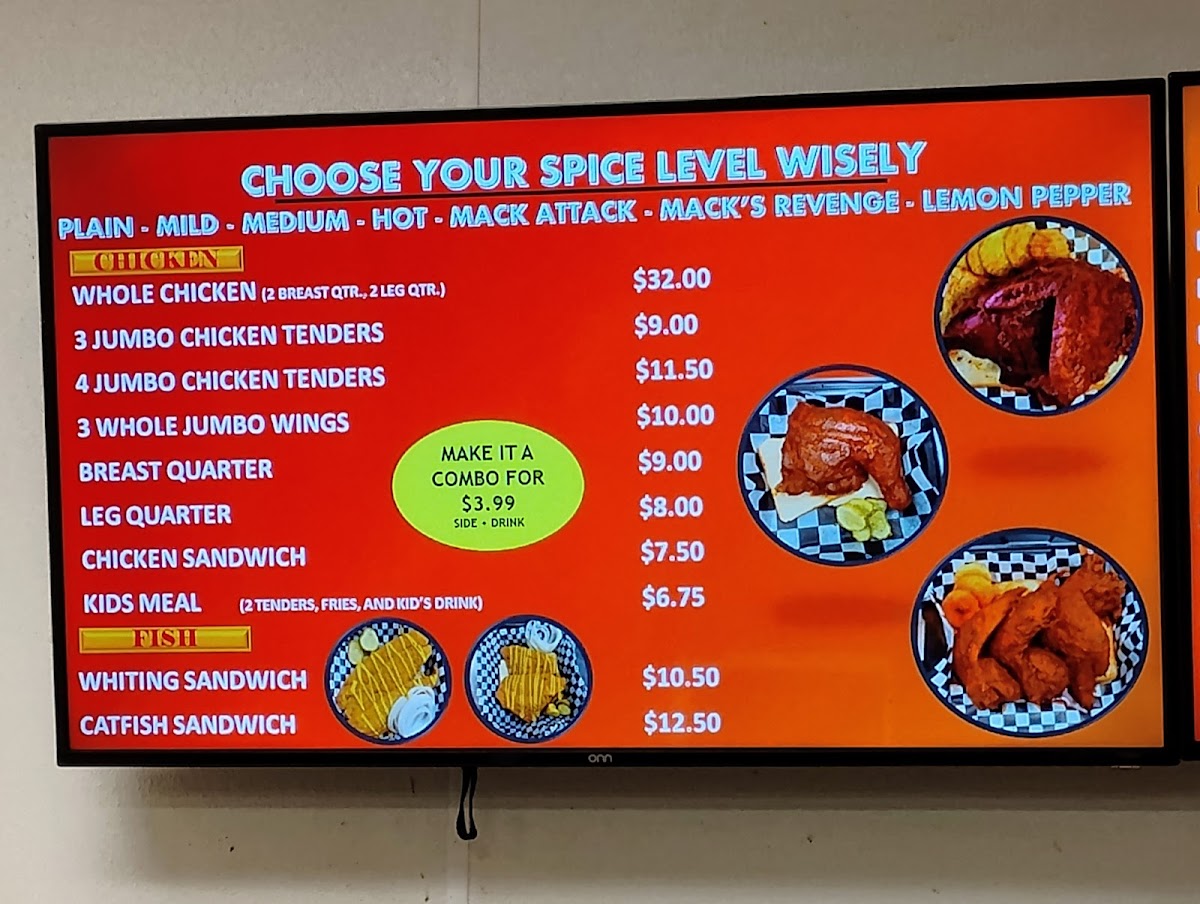 CHOOSE YOUR SPICE LEVEL WISELY
PLAIN - MILD - MEDIUM - HOT - MACK ATTACK - MACK'S REVENGE - LEMON PEPPER
CHICKEN
WHOLE CHICKEN (2 BREAST QTR., 2 LEG QTR.) $32.00
3 JUMBO CHICKEN TENDERS $9.00
4 JUMBO CHICKEN TENDERS $11.50
3 WHOLE JUMBO WINGS $10.00
BREAST QUARTER $9.00
LEG QUARTER $8.00
CHICKEN SANDWICH $7.50
KIDS MEAL (2 TENDERS, FRIES, AND KID'S DRINK) $6.75
MAKE IT A
COMBO FOR
$3.99
SIDE + DRINK
FISH
WHITING SANDWICH $10.50
CATFISH SANDWICH $12.50
onn